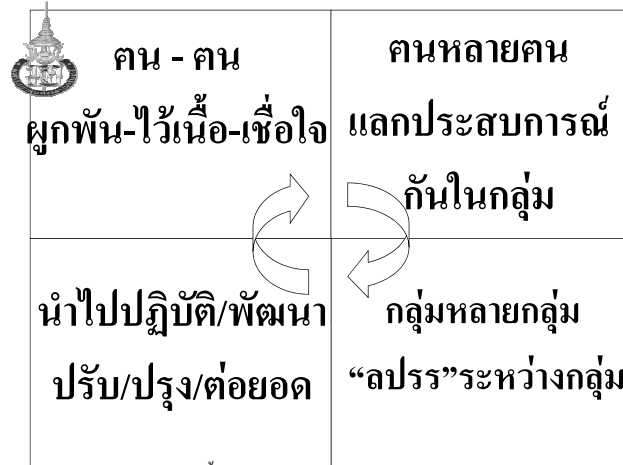 ฅน - ฅน
ผูกพัน-ไว้เนื้อ-เชื่อใจ
ฅนหลายฅน
แลกประสบการณ์
กันในกลุ่ม
นำไปปฏิบัติ/พัฒนา
ปรับ/ปรุง/ต่อยอด
กลุ่มหลายกลุ่ม
“ลปรร”ระหว่างกลุ่ม